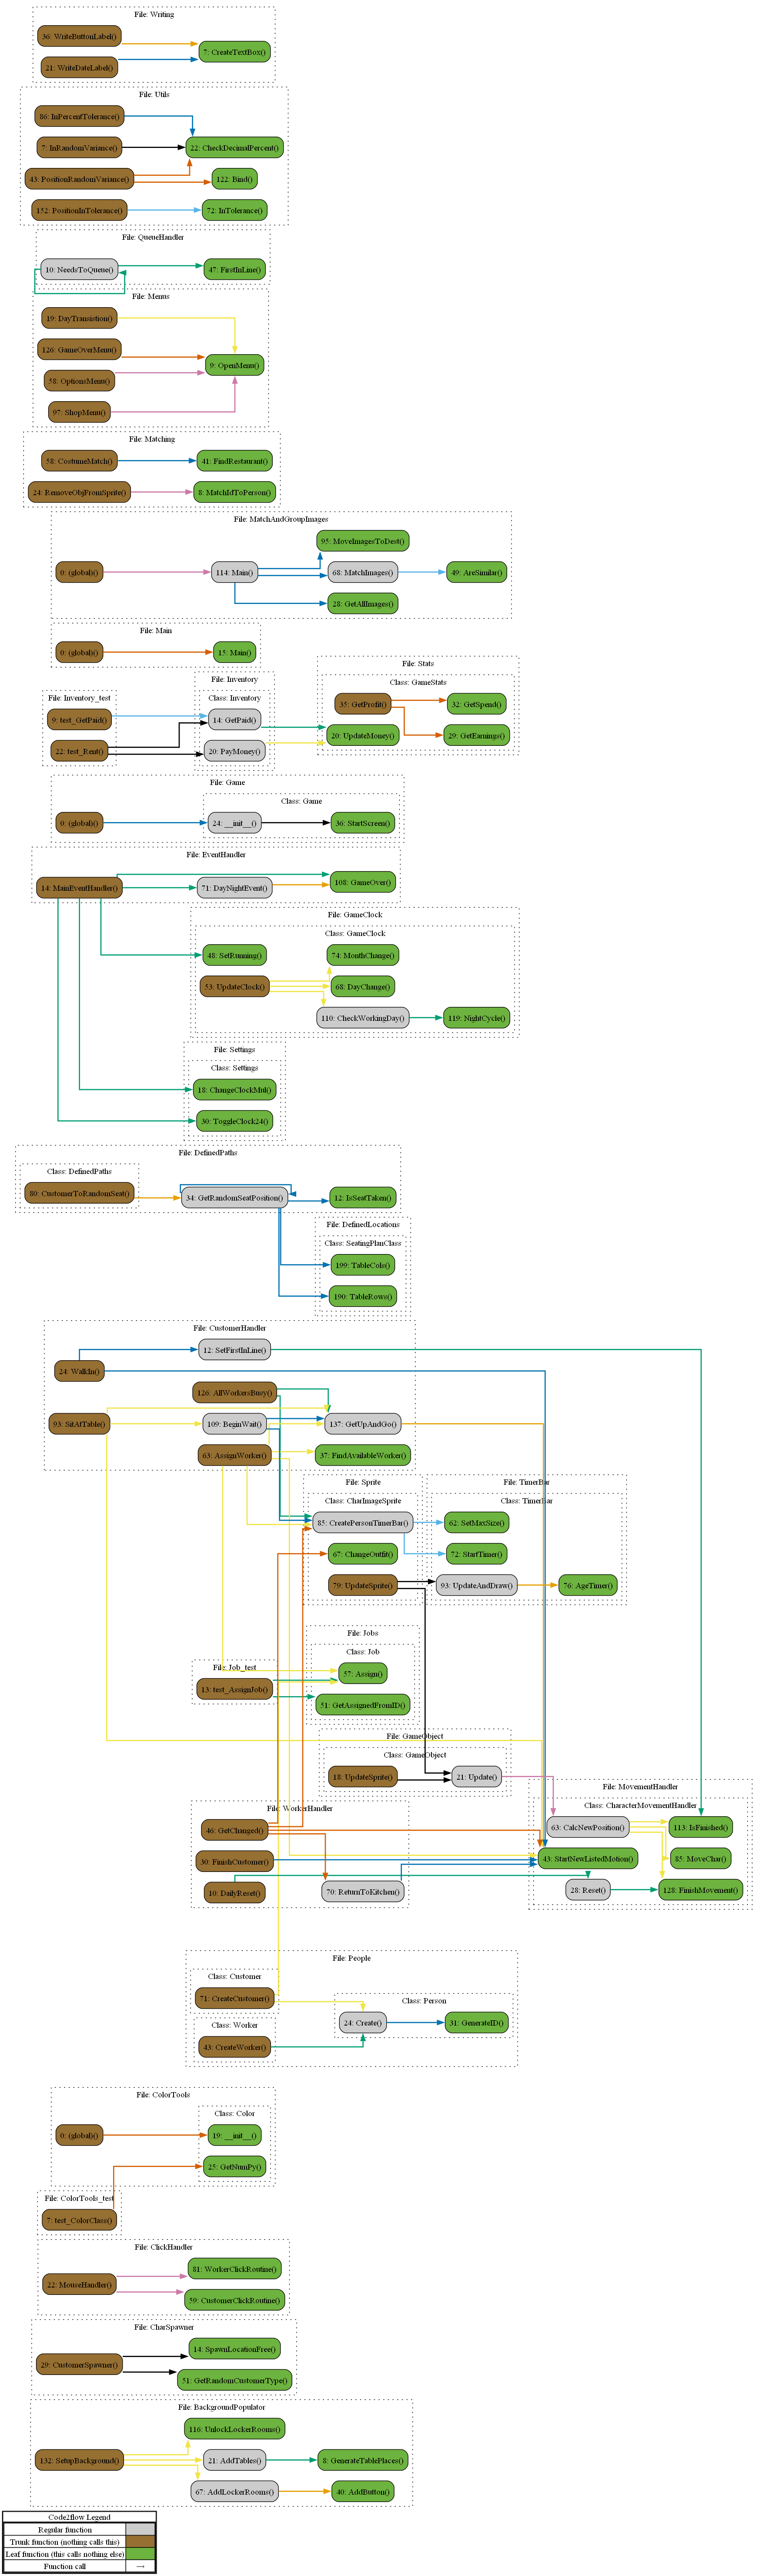 File: Writing
36: WriteButtonLabel()
7: CreateTextBox()
21: WriteDateLabel()
File: Utils
86: InPercentTolerance()
7: InRandomVariance()
22: CheckDecimalPercent()
43: PositionRandomVariance()
122: Bind()
152: PositionInTolerance()
72: InTolerance()
File: QueueHandler
10: NeedsToQueue()
47: FirstInLine()
File: Menus
19: DayTransistion()
126: GameOverMenu()
9: OpenMenu()
58: OptionsMenu()
97: ShopMenu()
File: Matching
58: CostumeMatch()
41: FindRestaurant()
24: RemoveObjFromSprite()
8: MatchIdToPerson()
File: MatchAndGroupImages
95: MoveImagesToDest()
0: (global)()
114: Main()
68: MatchImages()
49: AreSimilar()
28: GetAllImages()
File: Main
0: (global)()
15: Main()
File: Stats
File: Inventory
Class: GameStats
File: Inventory_test
Class: Inventory
35: GetProfit()
32: GetSpend()
9: test_GetPaid()
14: GetPaid()
20: UpdateMoney()
29: GetEarnings()
22: test_Rent()
20: PayMoney()
File: Game
Class: Game
0: (global)()
24: __init__()
36: StartScreen()
File: EventHandler
14: MainEventHandler()
71: DayNightEvent()
108: GameOver()
File: GameClock
Class: GameClock
48: SetRunning()
74: MonthChange()
53: UpdateClock()
68: DayChange()
110: CheckWorkingDay()
119: NightCycle()
File: Settings
Class: Settings
18: ChangeClockMul()
30: ToggleClock24()
File: DefinedPaths
Class: DefinedPaths
80: CustomerToRandomSeat()
34: GetRandomSeatPosition()
12: IsSeatTaken()
File: DefinedLocations
Class: SeatingPlanClass
199: TableCols()
190: TableRows()
File: CustomerHandler
12: SetFirstInLine()
24: WalkIn()
126: AllWorkersBusy()
93: SitAtTable()
109: BeginWait()
137: GetUpAndGo()
63: AssignWorker()
37: FindAvailableWorker()
File: Sprite
File: TimerBar
Class: CharImageSprite
Class: TimerBar
85: CreatePersonTimerBar()
62: SetMaxSize()
67: ChangeOutfit()
72: StartTimer()
79: UpdateSprite()
93: UpdateAndDraw()
76: AgeTimer()
File: Jobs
Class: Job
File: Job_test
57: Assign()
13: test_AssignJob()
51: GetAssignedFromID()
File: GameObject
Class: GameObject
18: UpdateSprite()
21: Update()
File: MovementHandler
Class: CharacterMovementHandler
File: WorkerHandler
46: GetChanged()
63: CalcNewPosition()
113: IsFinished()
30: FinishCustomer()
43: StartNewListedMotion()
85: MoveChar()
10: DailyReset()
70: ReturnToKitchen()
28: Reset()
128: FinishMovement()
File: People
Class: Customer
71: CreateCustomer()
Class: Person
Class: Worker
24: Create()
31: GenerateID()
43: CreateWorker()
File: ColorTools
Class: Color
0: (global)()
19: __init__()
25: GetNumPy()
File: ColorTools_test
7: test_ColorClass()
File: ClickHandler
81: WorkerClickRoutine()
22: MouseHandler()
59: CustomerClickRoutine()
File: CharSpawner
14: SpawnLocationFree()
29: CustomerSpawner()
51: GetRandomCustomerType()
File: BackgroundPopulator
116: UnlockLockerRooms()
132: SetupBackground()
21: AddTables()
8: GenerateTablePlaces()
67: AddLockerRooms()
40: AddButton()
Code2flow Legend
Regular function
Trunk function (nothing calls this)
Leaf function (this calls nothing else)
Function call →